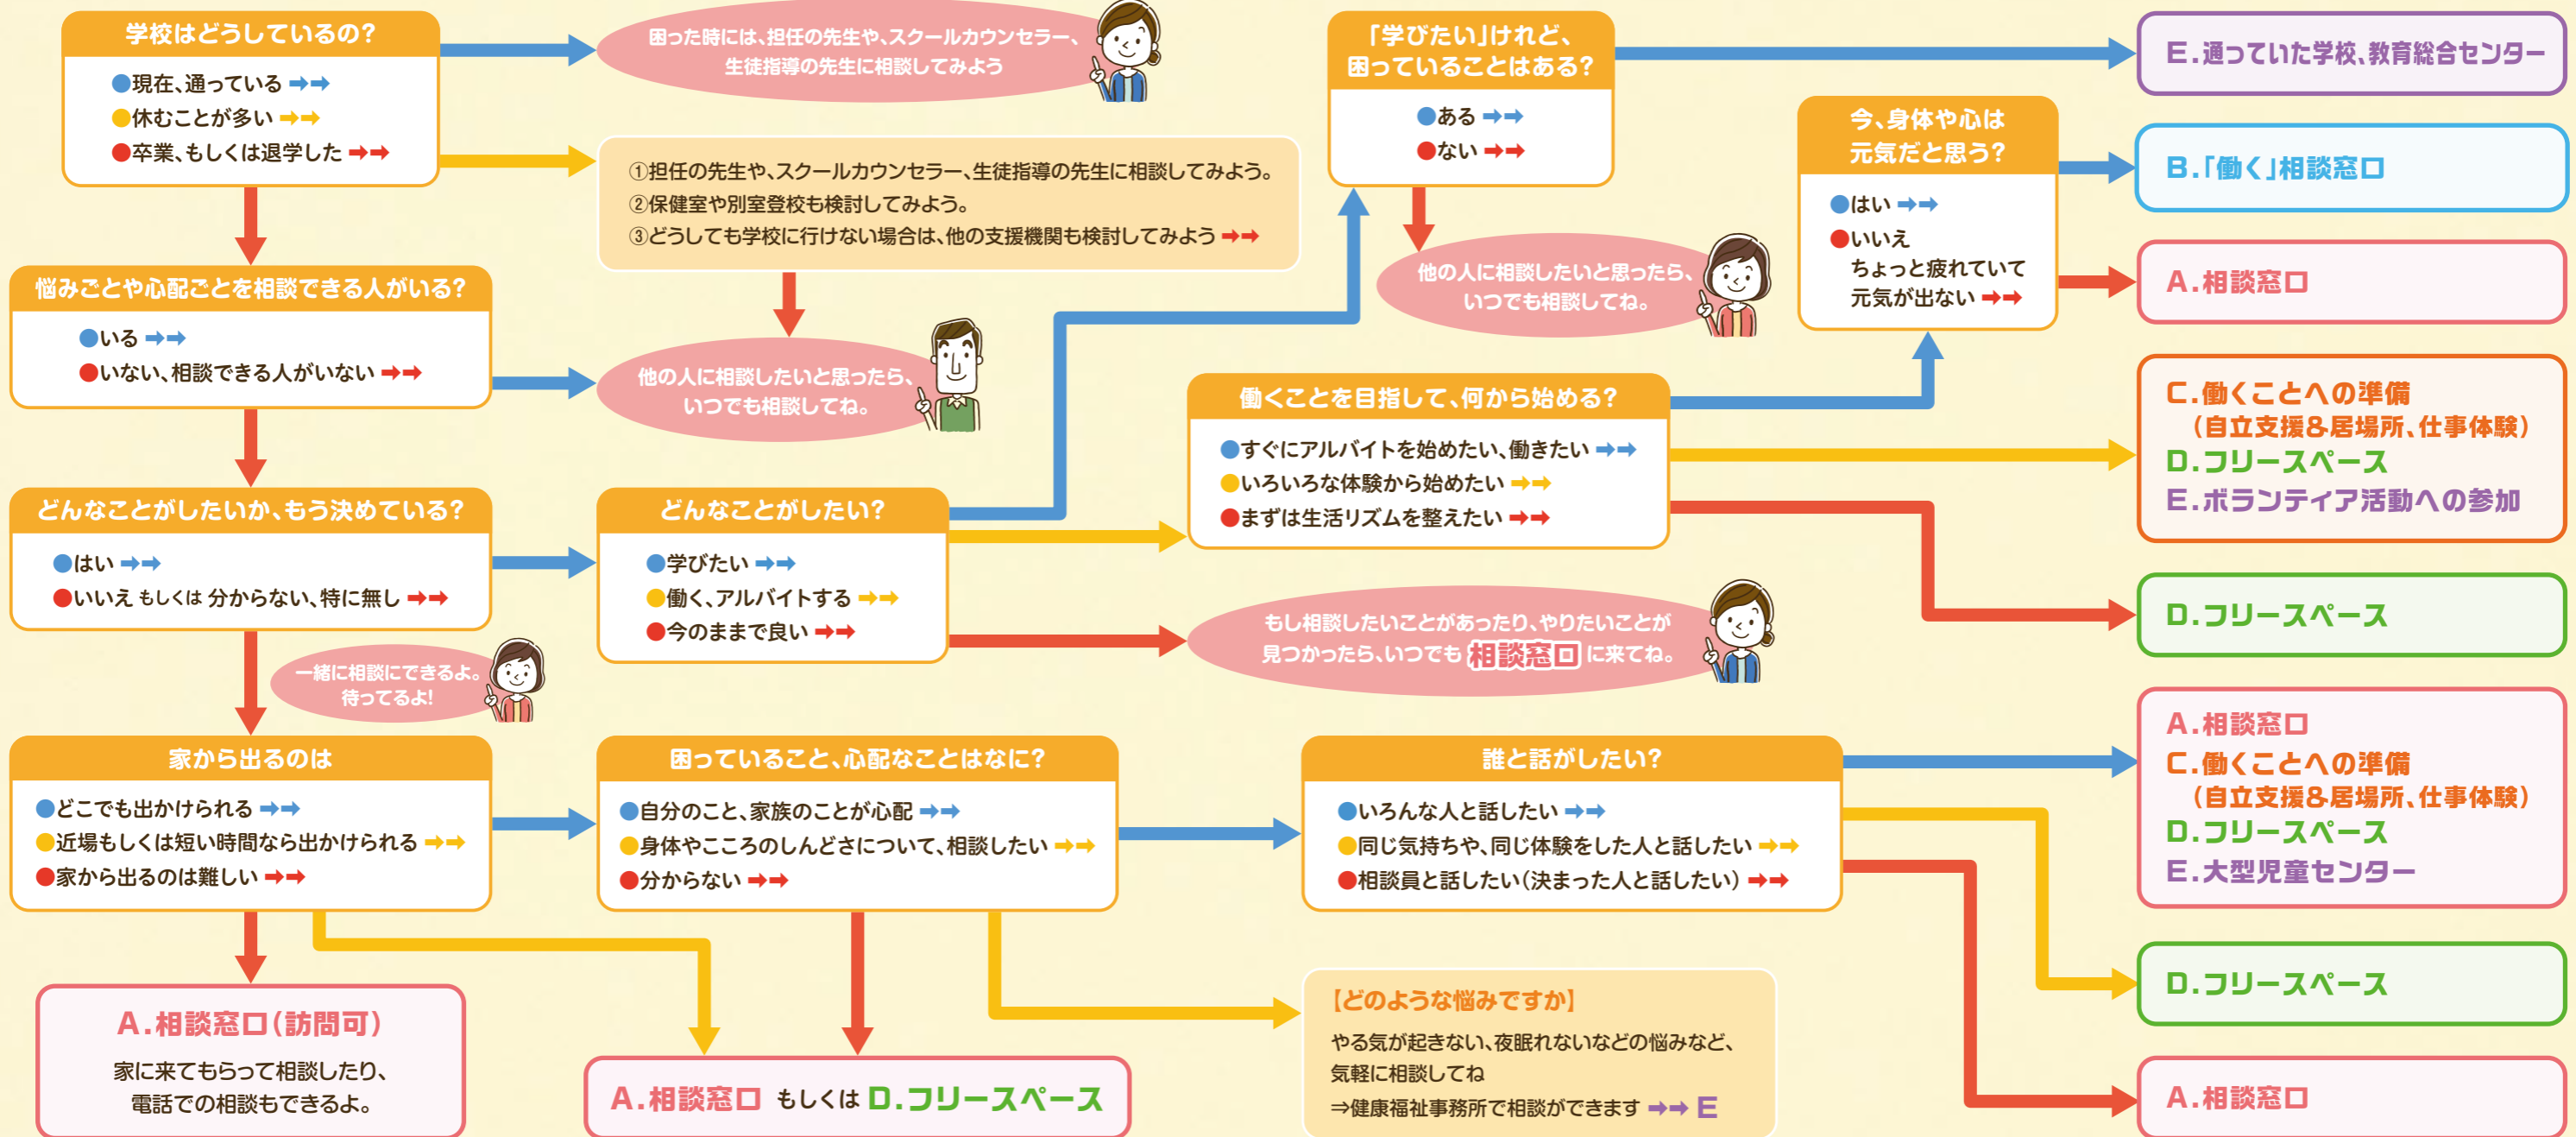 学校はどうしているの?
●現在、通っている ➡➡
●休むことが多い ➡➡
●卒業、もしくは退学した ➡➡
困った時には、担任の先生や、スクールカウンセラー、
生徒指導の先生に相談してみよう
①担任の先生や、スクールカウンセラー、生徒指導の先生に相談してみよう。
②保健室や別室登校も検討してみよう。
③どうしても学校に行けない場合は、他の支援機関も検討してみよう ➡➡
悩みごとや心配ごとを相談できる人がいる?
●いる ➡➡
●いない、相談できる人がいない ➡➡
他の人に相談したいと思ったら、
いつでも相談してね。
どんなことがしたいか、もう決めている?
●はい ➡➡
●いいえ もしくは 分からない、特に無し ➡➡
どんなことがしたい?
●学びたい ➡➡
●働く、アルバイトする ➡➡
●今のままで良い ➡➡
「学びたい」けれど、
困っていることはある?
●ある ➡➡
●ない ➡➡
他の人に相談したいと思ったら、
いつでも相談してね。
働くことを目指して、何から始める?
●すぐにアルバイトを始めたい、働きたい ➡➡
●いろいろな体験から始めたい ➡➡
●まずは生活リズムを整えたい ➡➡
今、身体や心は
元気だと思う?
●はい ➡➡
●いいえ
ちょっと疲れていて
元気が出ない ➡➡
もし相談したいことがあったり、やりたいことが
見つかったら、いつでも 相談窓口 に来てね。
一緒に相談にできるよ。
待ってるよ!
家から出るのは
●どこでも出かけられる ➡➡
●近場もしくは短い時間なら出かけられる ➡➡
●家から出るのは難しい ➡➡
困っていること、心配なことはなに?
●自分のこと、家族のことが心配 ➡➡
●身体やこころのしんどさについて、相談したい ➡➡
●分からない ➡➡
誰と話がしたい?
●いろんな人と話したい ➡➡
●同じ気持ちや、同じ体験をした人と話したい ➡➡
●相談員と話したい(決まった人と話したい) ➡➡
A.相談窓口(訪問可)
家に来てもらって相談したり、
電話での相談もできるよ。
A.相談窓口 もしくは D.フリースペース
【どのような悩みですか】
やる気が起きない、夜眠れないなどの悩みなど、
気軽に相談してね
⇒健康福祉事務所で相談ができます ➡➡ E
E.通っていた学校、教育総合センター
B.「働く」相談窓口
A.相談窓口
C.働くことへの準備
(自立支援&居場所、仕事体験)
D.フリースペース
E.ボランティア活動への参加
D.フリースペース
A.相談窓口
C.働くことへの準備
(自立支援&居場所、仕事体験)
D.フリースペース
E.大型児童センター
D.フリースペース
A.相談窓口